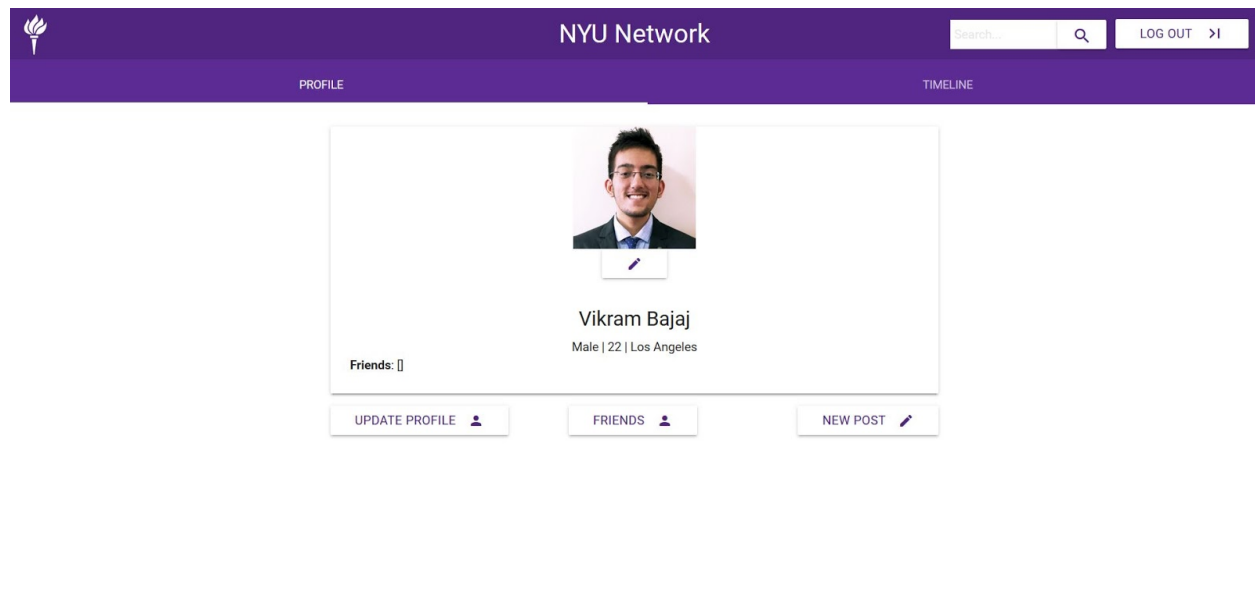 NYU Network
Search...
LOG OUT
PROFILE
TIMELINE
Vikram Bajaj
Male | 22 | Los Angeles
Friends: []
UPDATE PROFILE
FRIENDS
NEW POST